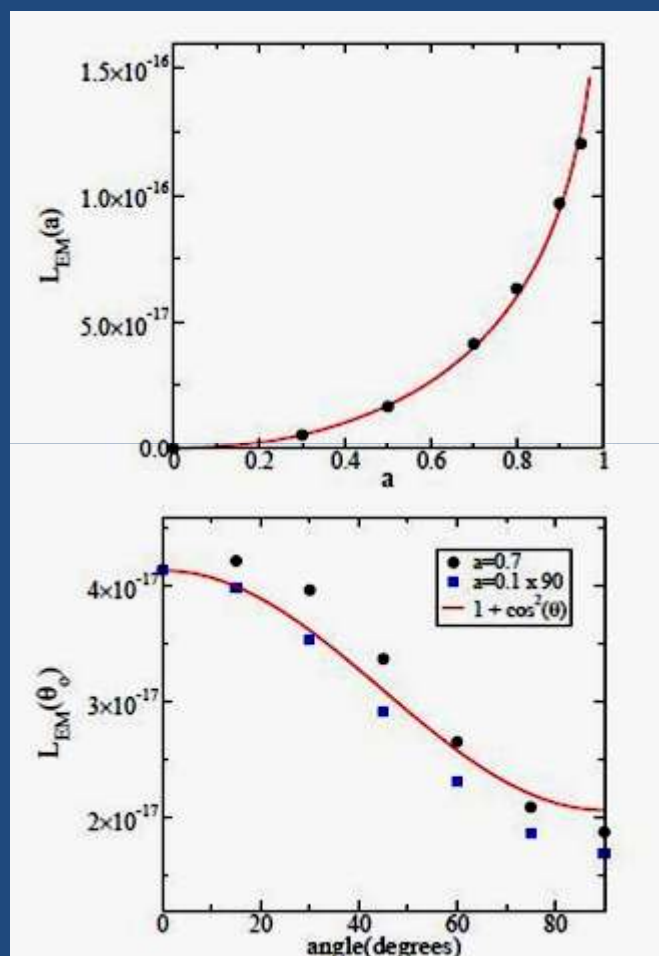 1.5×10⁻¹⁶
1.0×10⁻¹⁶
5.0×10⁻¹⁷
0.0
L_EM(a)
0 0.2 0.4 0.6 0.8 1
a
4×10⁻¹⁷
3×10⁻¹⁷
2×10⁻¹⁷
L_EM(θ_o)
a=0.7
a=0.1 x 90
1 + cos²(θ)
0 20 40 60 80
angle(degrees)